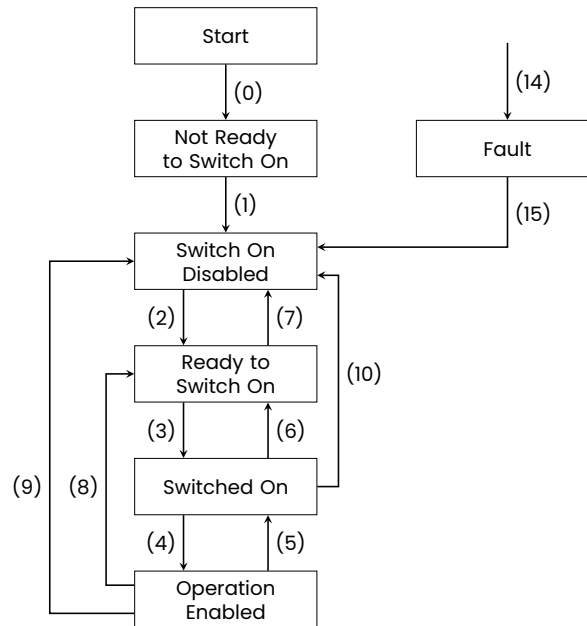 Start
(0)
(14)
Not Ready
to Switch On
Fault
(1)
(15)
Switch On
Disabled
(2)
(7)
Ready to
Switch On
(10)
(3)
(6)
(9)
(8)
Switched On
(4)
(5)
Operation
Enabled